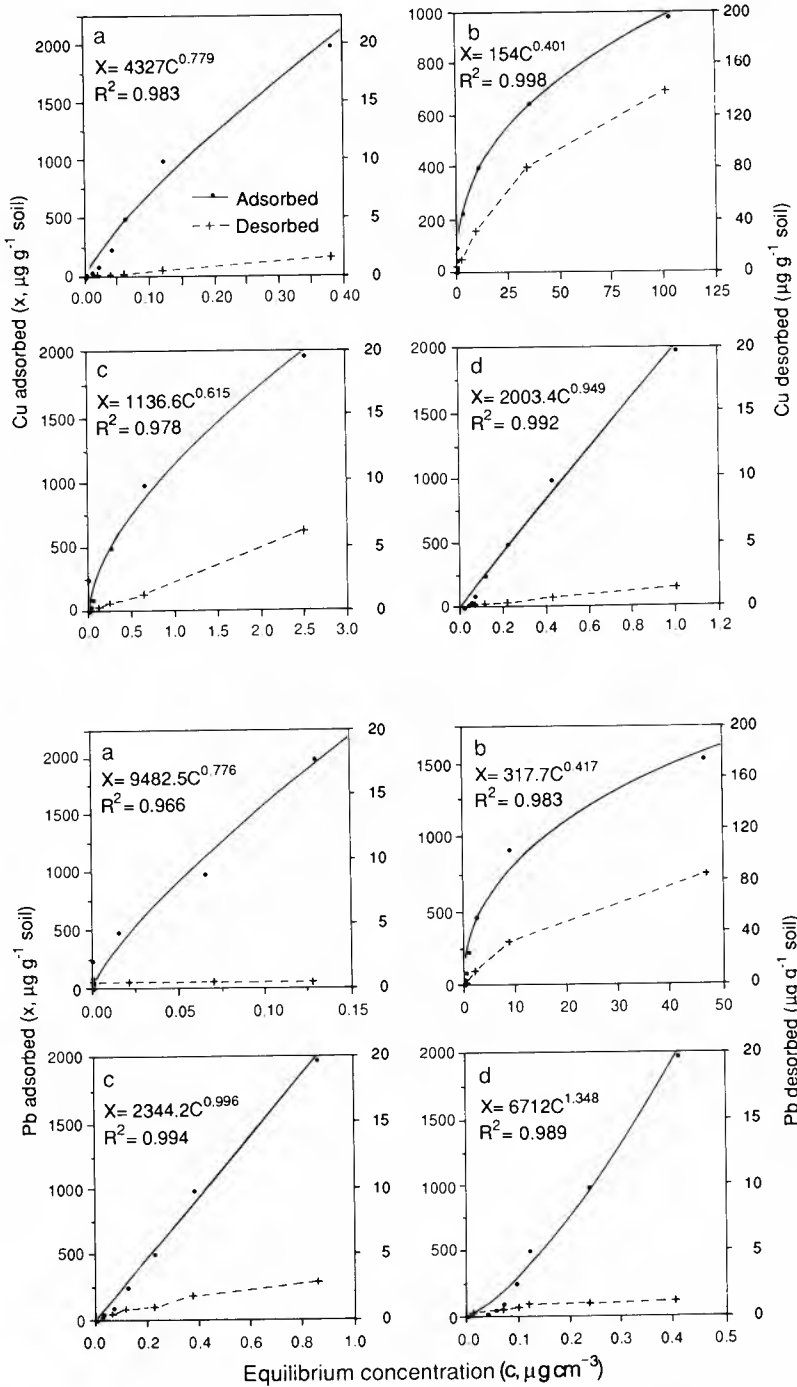 a
X= 4327C^0.779
R² = 0.983
Adsorbed
Desorbed
2000
1500
1000
500
0
20
15
10
5
0
0.00 0.10 0.20 0.30 0.40
b
X= 154C^0.401
R² = 0.998
1000
800
600
400
200
0
200
160
120
80
40
0
0 25 50 75 100 125
Cu adsorbed (x, µg g⁻¹ soil)
Cu desorbed (µg g⁻¹ soil)
c
X= 1136.6C^0.615
R² = 0.978
2000
1500
1000
500
0
20
15
10
5
0
0.0 0.5 1.0 1.5 2.0 2.5 3.0
d
X= 2003.4C^0.949
R² = 0.992
2000
1500
1000
500
0
20
15
10
5
0
0.0 0.2 0.4 0.6 0.8 1.0 1.2
a
X= 9482.5C^0.776
R² = 0.966
2000
1500
1000
500
0
20
15
10
5
0
0.00 0.05 0.10 0.15
b
X= 317.7C^0.417
R² = 0.983
1500
1000
500
0
200
160
120
80
40
0
0 10 20 30 40 50
Pb adsorbed (x, µg g⁻¹ soil)
Pb desorbed (µg g⁻¹ soil)
c
X= 2344.2C^0.996
R² = 0.994
2000
1500
1000
500
0
20
15
10
5
0
0.0 0.2 0.4 0.6 0.8 1.0
d
X= 6712C^1.348
R² = 0.989
2000
1500
1000
500
0
20
15
10
5
0
0.0 0.1 0.2 0.3 0.4 0.5
Equilibrium concentration (c, µg cm⁻³)